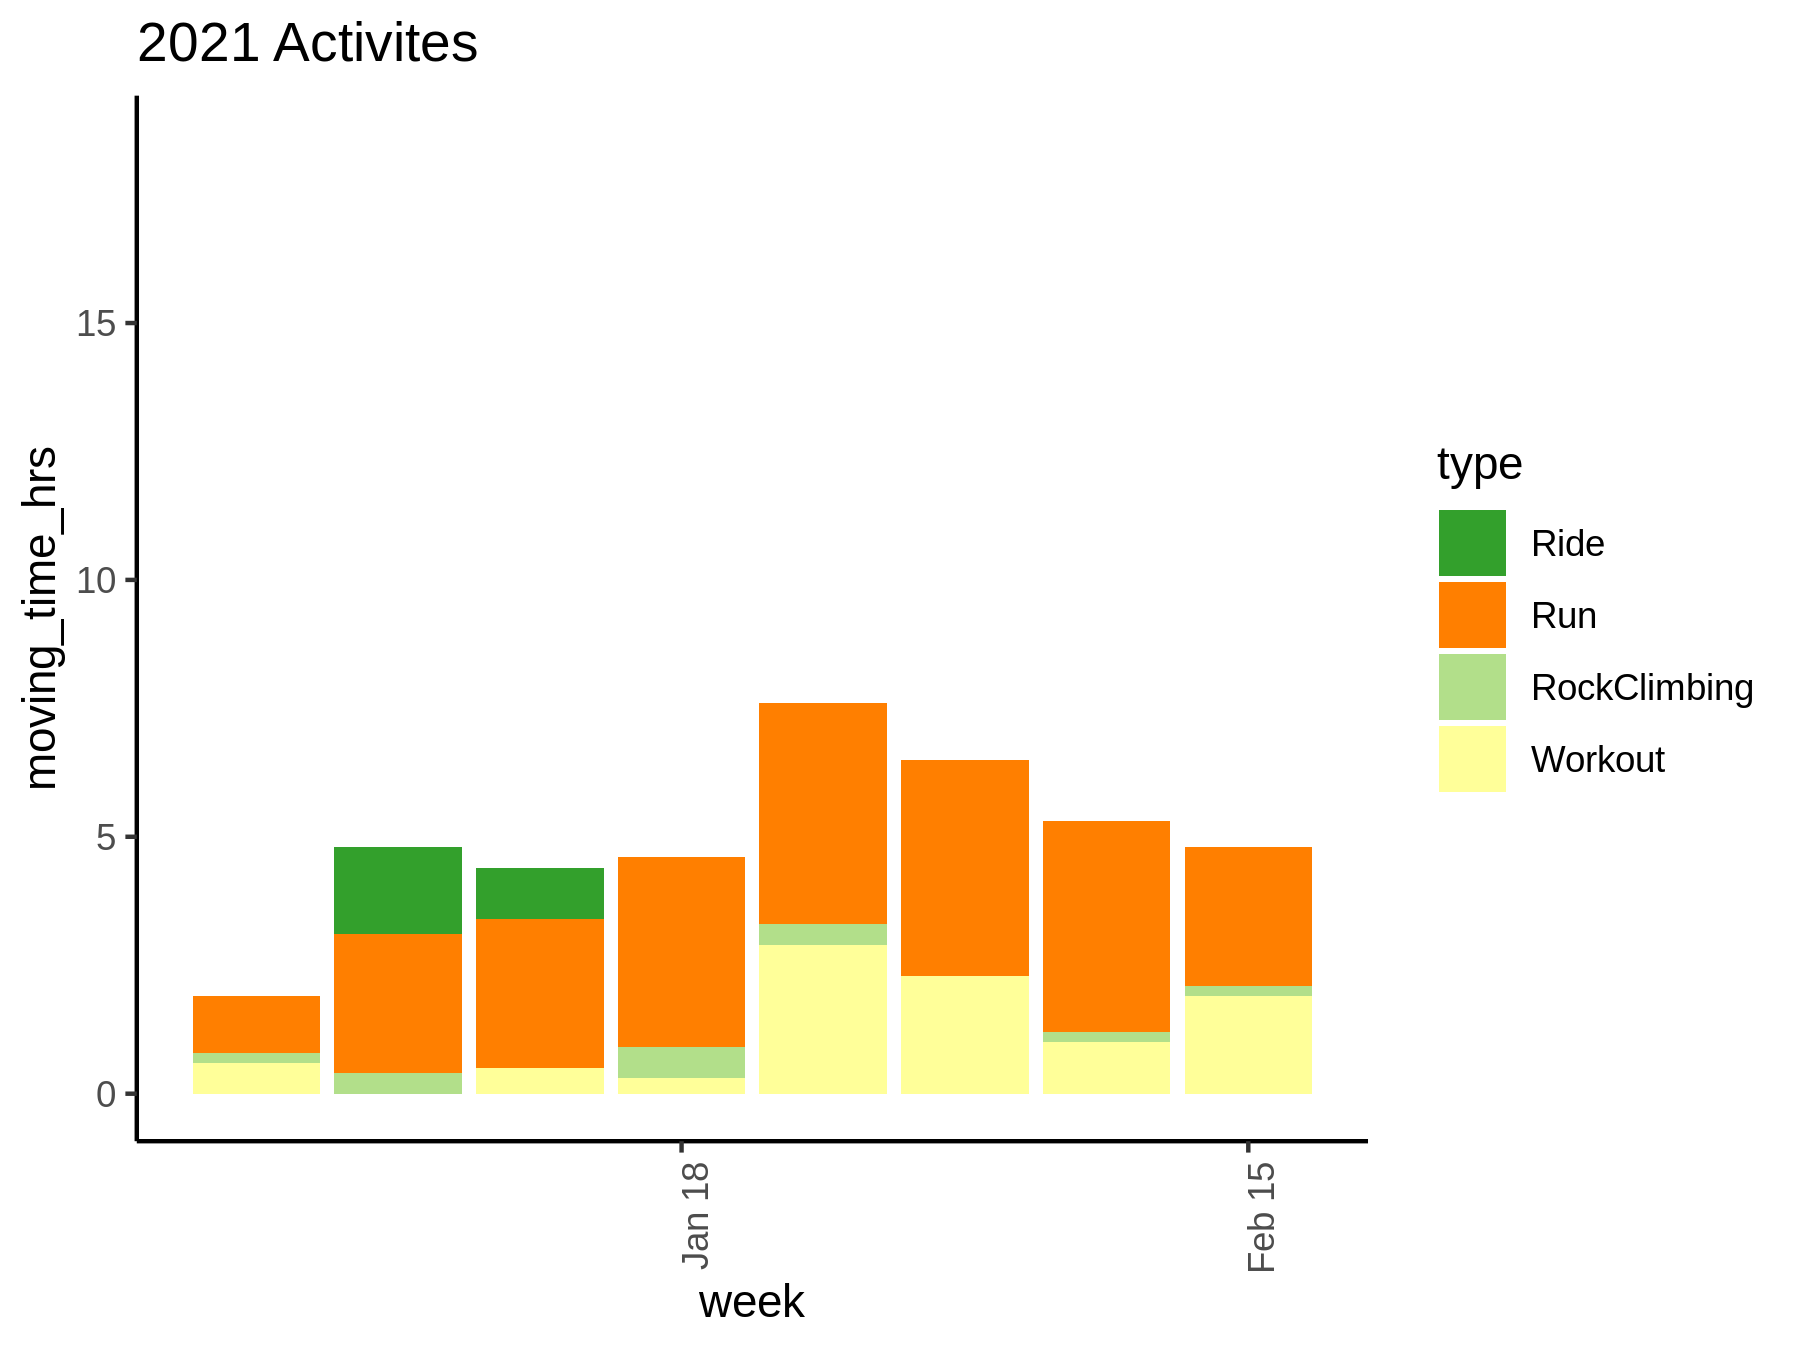 2021 Activites
moving_time_hrs
15
10
5
0
Jan 18
Feb 15
week
type
Ride
Run
RockClimbing
Workout